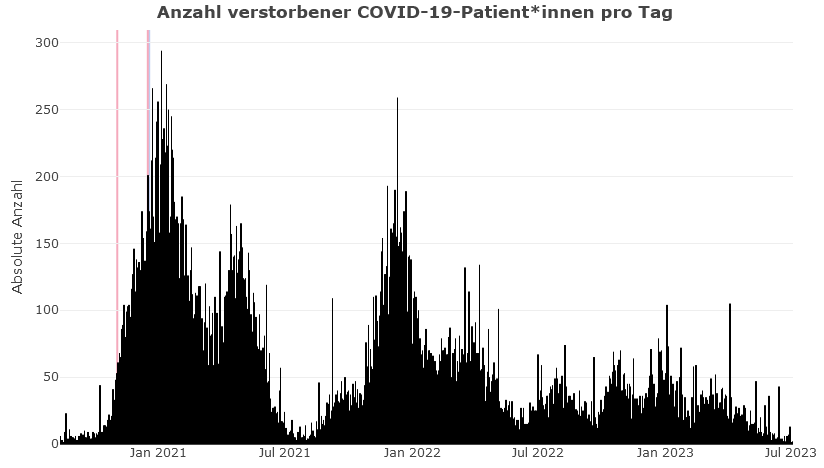 Anzahl verstorbener COVID-19-Patient*innen pro Tag
Absolute Anzahl
300
250
200
150
100
50
0
Jan 2021
Jul 2021
Jan 2022
Jul 2022
Jan 2023
Jul 2023